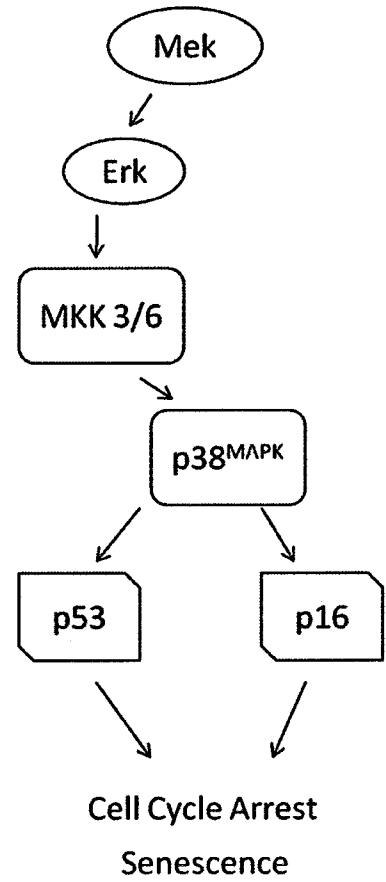 Mek
Erk
MKK 3/6
p38MAPK
p53 p16
Cell Cycle Arrest
Senescence